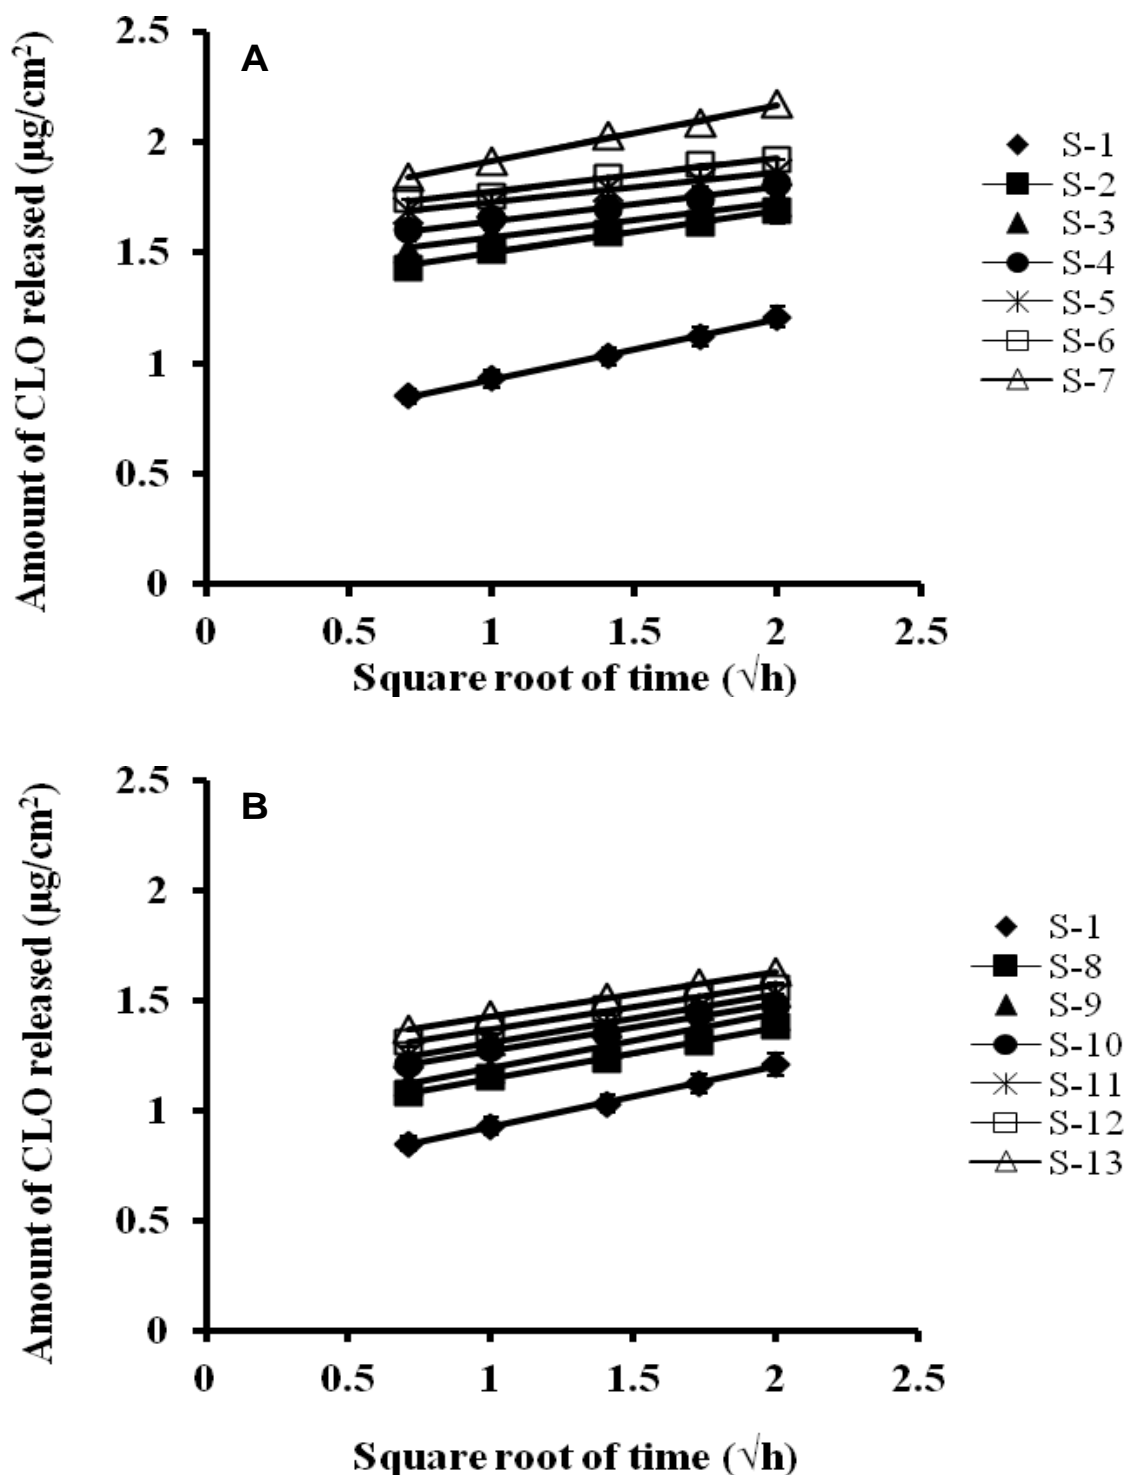 A
Amount of CLO released (µg/cm²)
2.5
2
1.5
1
0.5
0
0 0.5 1 1.5 2 2.5
Square root of time (√h)
S-1
S-2
S-3
S-4
S-5
S-6
S-7
B
Amount of CLO released (µg/cm²)
2.5
2
1.5
1
0.5
0
0 0.5 1 1.5 2 2.5
Square root of time (√h)
S-1
S-8
S-9
S-10
S-11
S-12
S-13